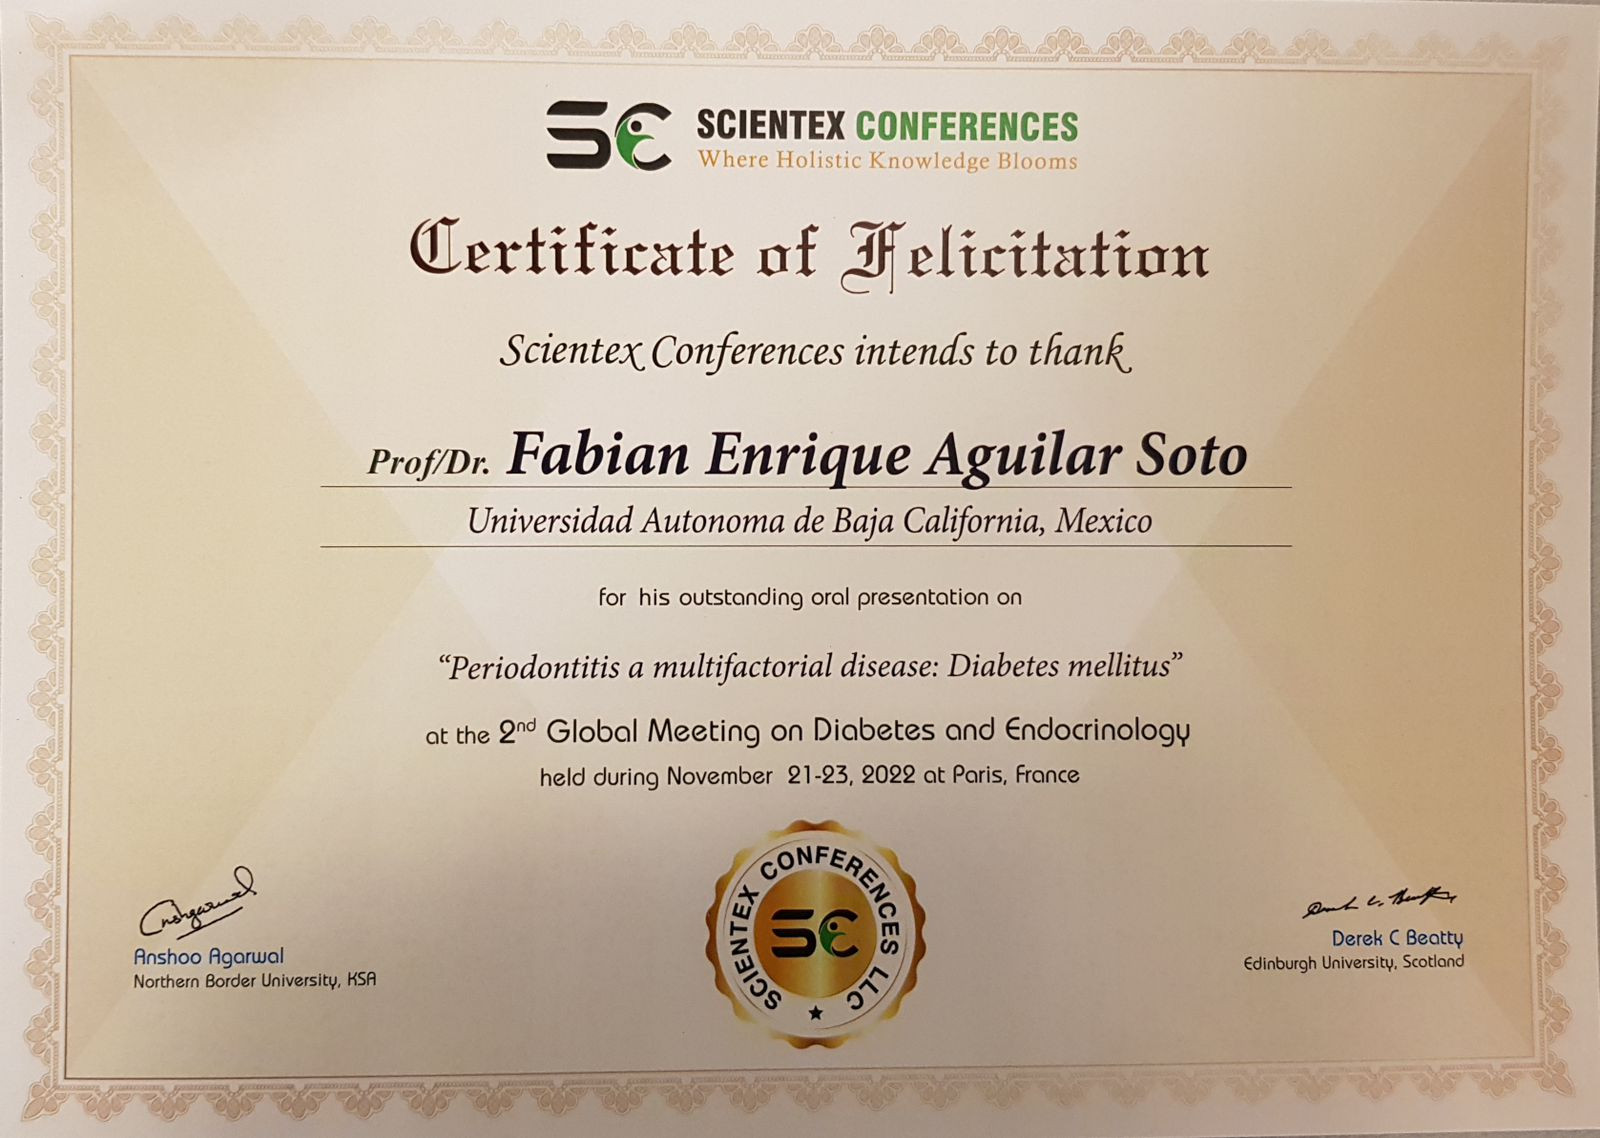 SC SCIENTEX CONFERENCES
Where Holistic Knowledge Blooms
Certificate of Felicitation
Scientex Conferences intends to thank
Prof/Dr. Fabian Enrique Aguilar Soto
Universidad Autonoma de Baja California, Mexico
for his outstanding oral presentation on
“Periodontitis a multifactorial disease: Diabetes mellitus”
at the 2nd Global Meeting on Diabetes and Endocrinology
held during November 21-23, 2022 at Paris, France
SCIENTEX CONFERENCES LLC
SC
Anshoo Agarwal
Northern Border University, KSA
Derek C Beatty
Edinburgh University, Scotland